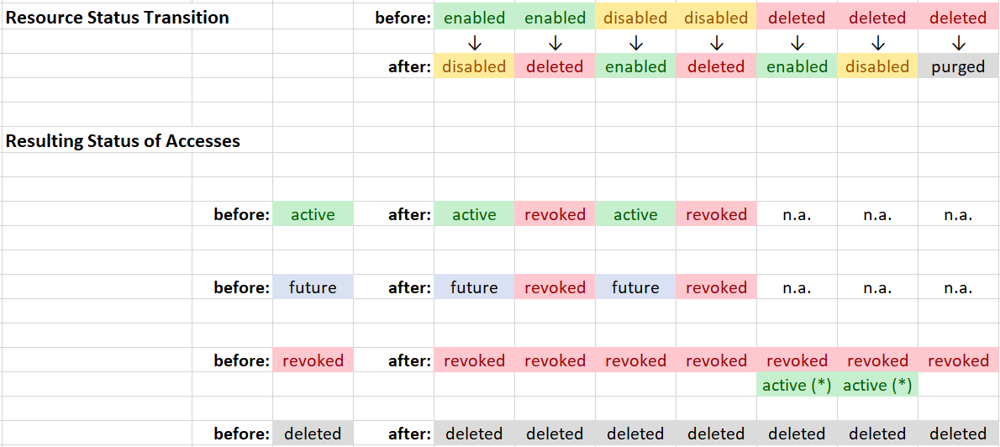 Resource Status Transition before: enabled enabled disabled disabled deleted deleted deleted
↓ ↓ ↓ ↓ ↓ ↓ ↓
after: disabled deleted enabled deleted enabled disabled purged
Resulting Status of Accesses
before: active after: active revoked active revoked n.a. n.a. n.a.
before: future after: future revoked future revoked n.a. n.a. n.a.
before: revoked after: revoked revoked revoked revoked revoked revoked revoked
active (*) active (*)
before: deleted after: deleted deleted deleted deleted deleted deleted deleted